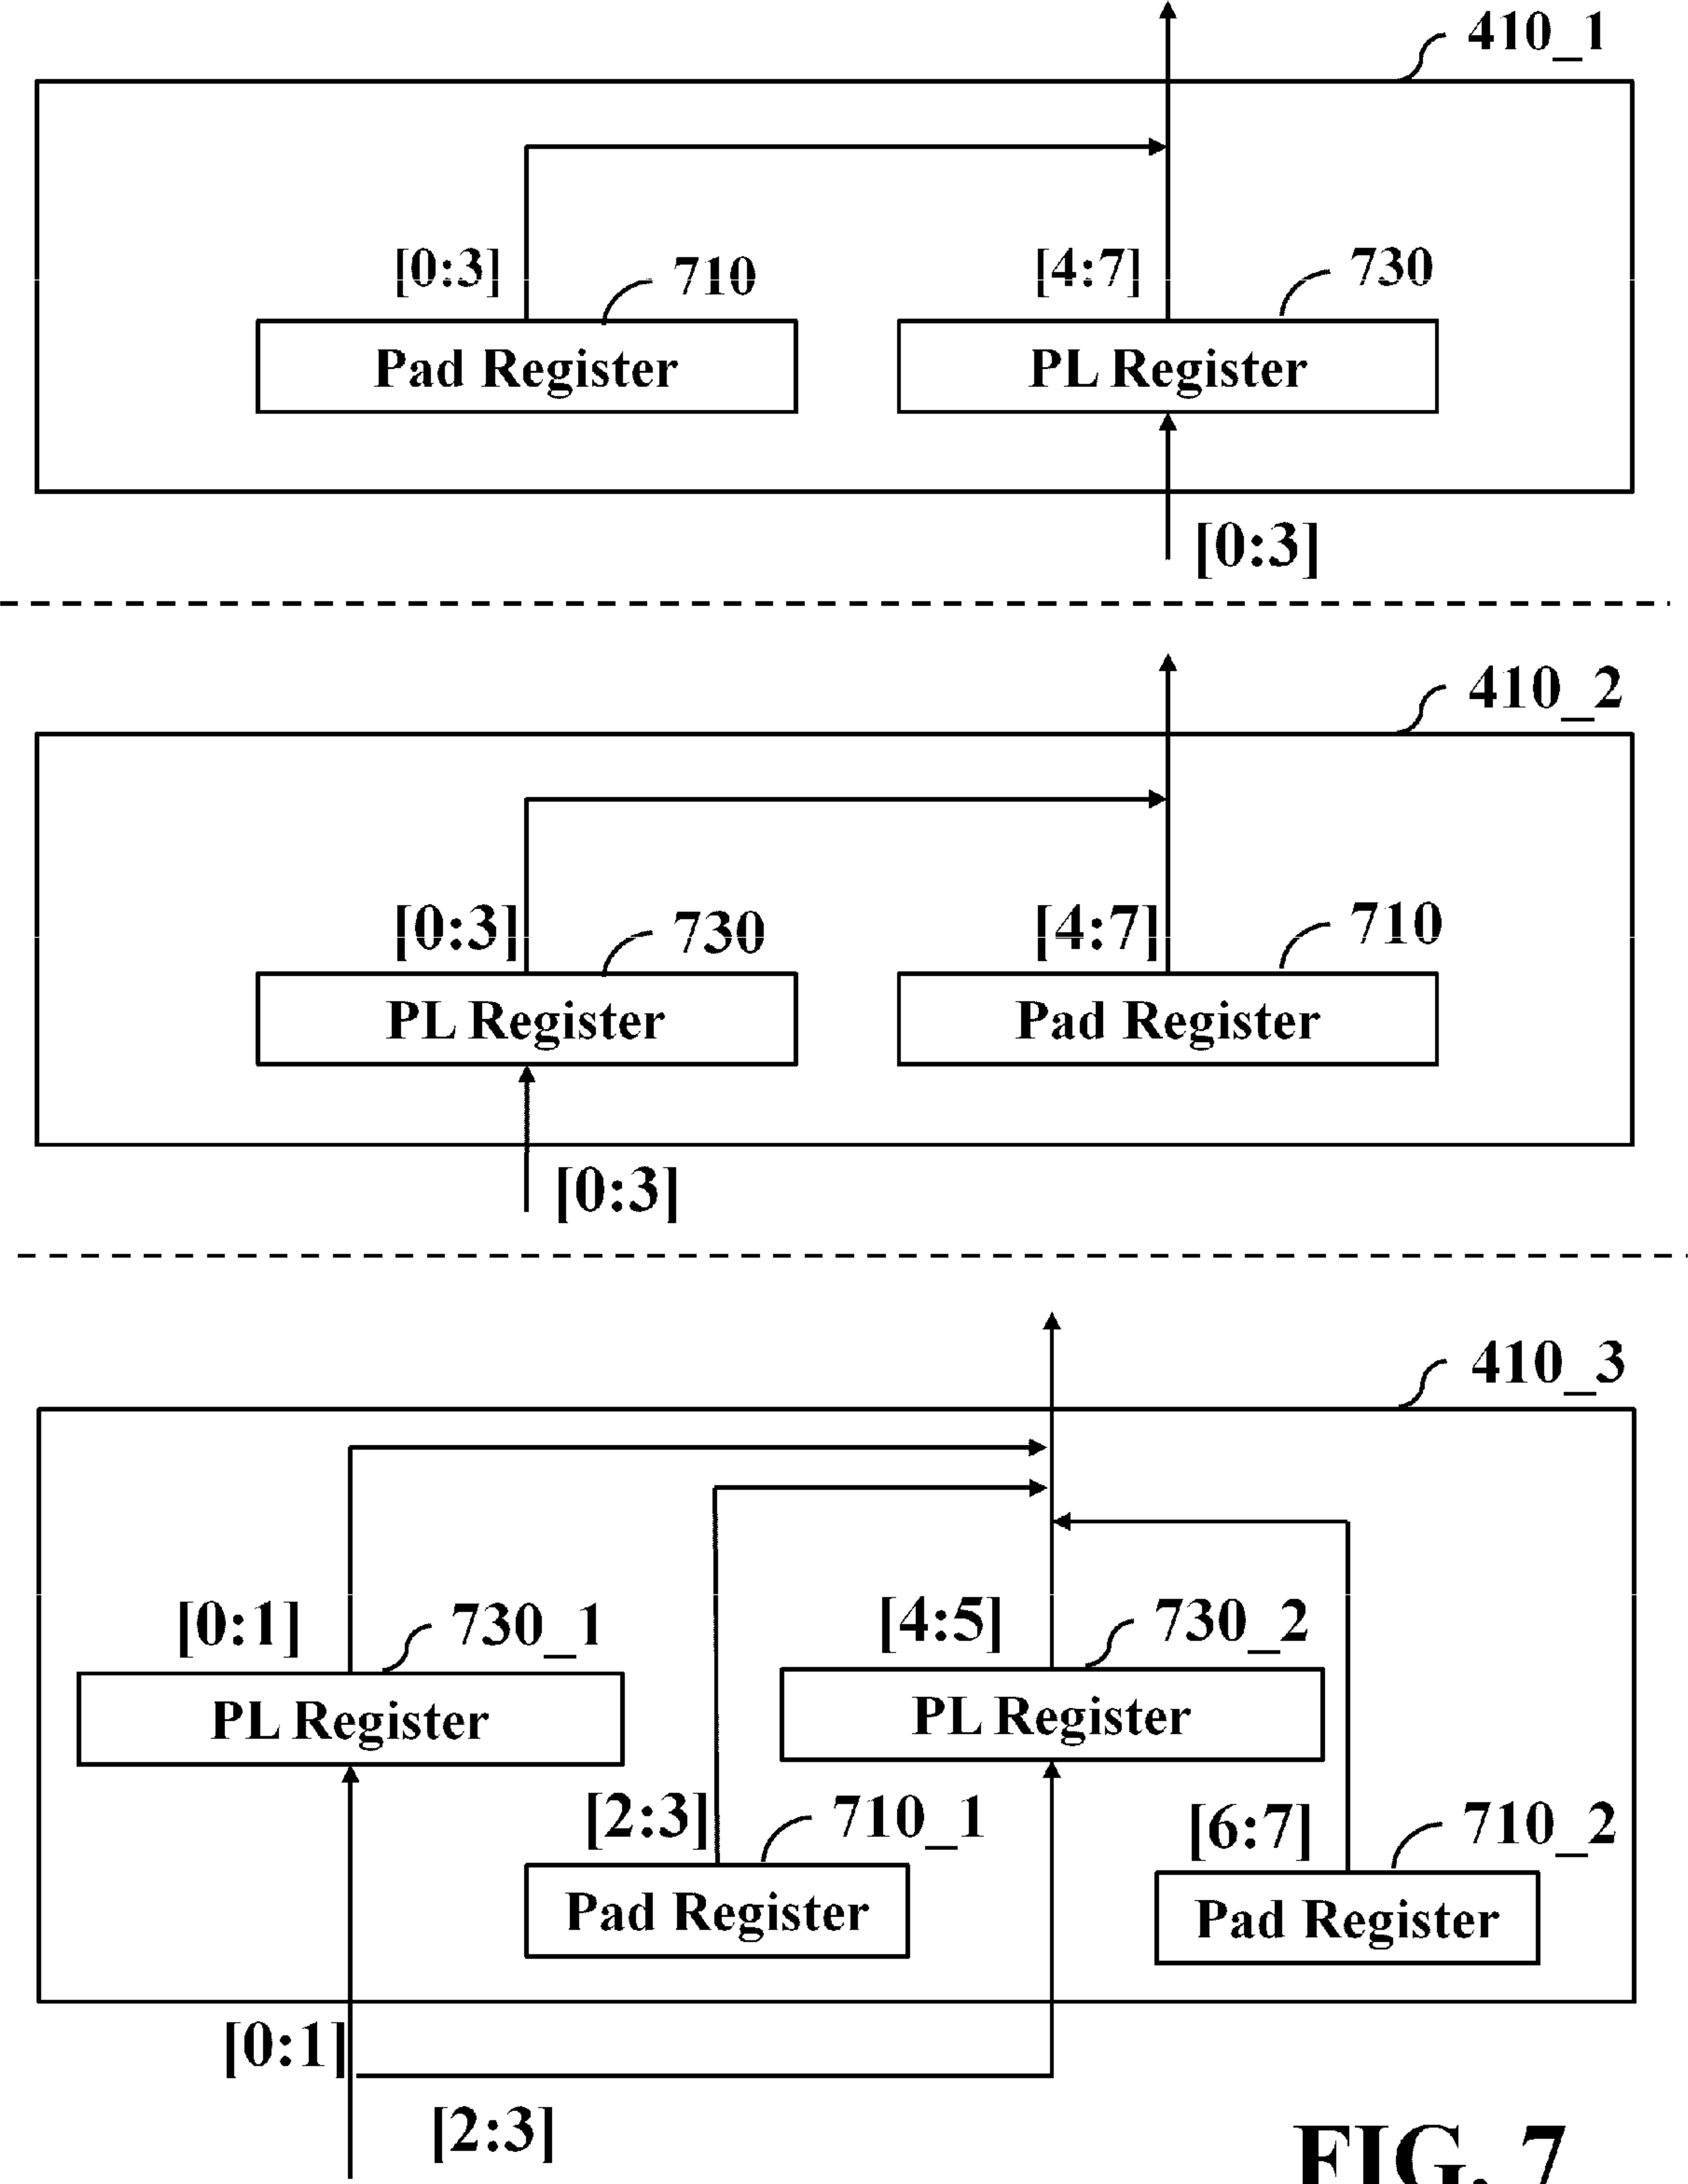 410_1
[0:3]
710
[4:7]
730
Pad Register
PL Register
[0:3]
410_2
[0:3]
730
[4:7]
710
PL Register
Pad Register
[0:3]
410_3
[0:1]
730_1
[4:5]
730_2
PL Register
PL Register
[2:3]
710_1
[6:7]
710_2
Pad Register
Pad Register
[0:1]
[2:3]
FIG. 7